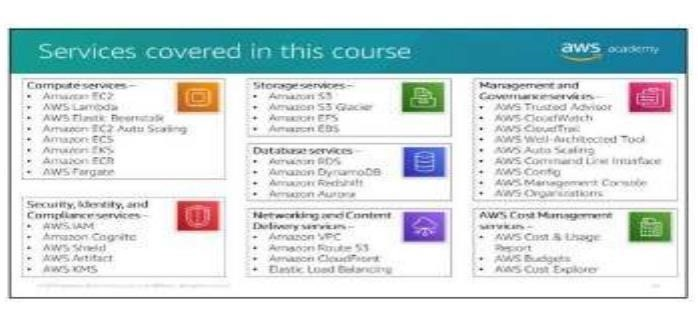 Services covered in this course
aws academy
Compute services –
• Amazon EC2
• AWS Lambda
• AWS Elastic Beanstalk
• Amazon EC2 Auto Scaling
• Amazon ECS
• Amazon EKS
• Amazon ECR
• AWS Fargate
Security, Identity, and
Compliance services –
• AWS IAM
• Amazon Cognito
• AWS Shield
• AWS Artifact
• AWS KMS
Storage services –
• Amazon S3
• Amazon S3 Glacier
• Amazon EFS
• Amazon EBS
Database services –
• Amazon RDS
• Amazon DynamoDB
• Amazon Redshift
• Amazon Aurora
Networking and Content
Delivery services –
• Amazon VPC
• Amazon Route 53
• Amazon CloudFront
• Elastic Load Balancing
Management and
Governance services –
• AWS Trusted Advisor
• AWS CloudWatch
• AWS CloudTrail
• AWS Well-Architected Tool
• AWS Auto Scaling
• AWS Command Line Interface
• AWS Config
• AWS Management Console
• AWS Organizations
AWS Cost Management
services –
• AWS Cost & Usage
Report
• AWS Budgets
• AWS Cost Explorer